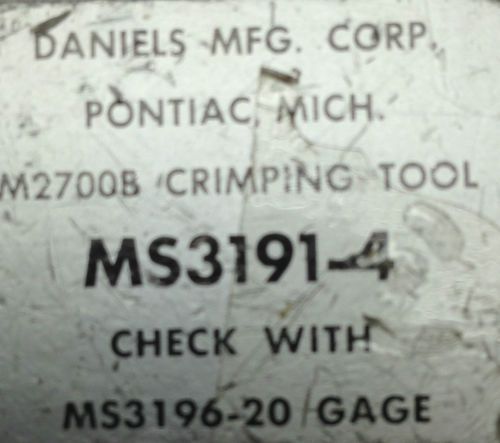 DANIELS MFG. CORP.
PONTIAC, MICH.
M2700B CRIMPING TOOL
MS3191-4
CHECK WITH
MS3196-20 GAGE